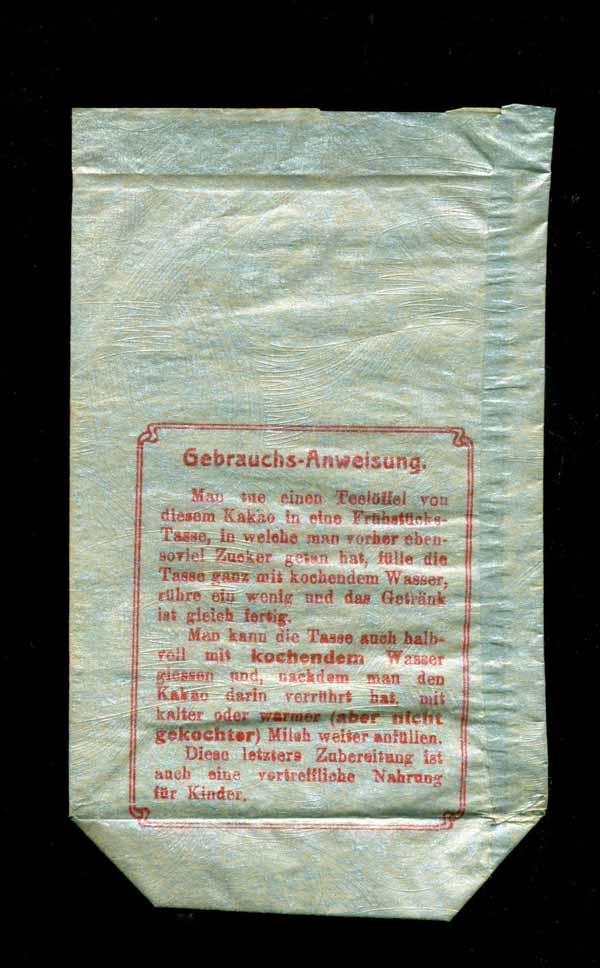 Gebrauchs-Anweisung.
Man tue einen Teelöffel von
diesem Kakao in eine Frühstücks-
Tasse, in welche man vorher eben-
soviel Zucker getan hat, fülle die
Tasse ganz mit kochendem Wasser,
rühre ein wenig und das Getränk
ist gleich fertig.
Man kann die Tasse auch halb-
voll mit kochendem Wasser
giessen und, nachdem man den
Kakao darin verrührt hat, mit
kalter oder warmer (aber nicht
gekochter) Milch weiter anfüllen.
Diese letztere Zubereitung ist
auch eine vortreffliche Nahrung
für Kinder.